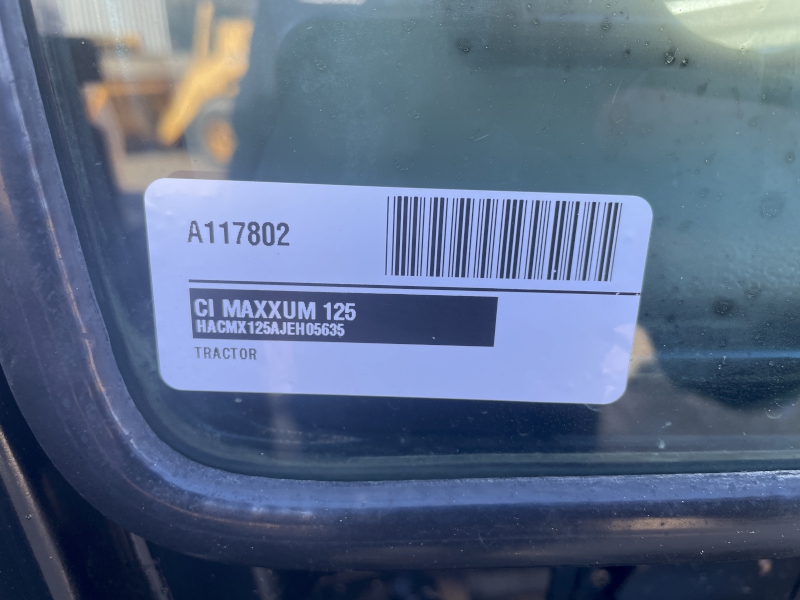 A117802
CI MAXXUM 125
HACMX125AJEH05635
TRACTOR